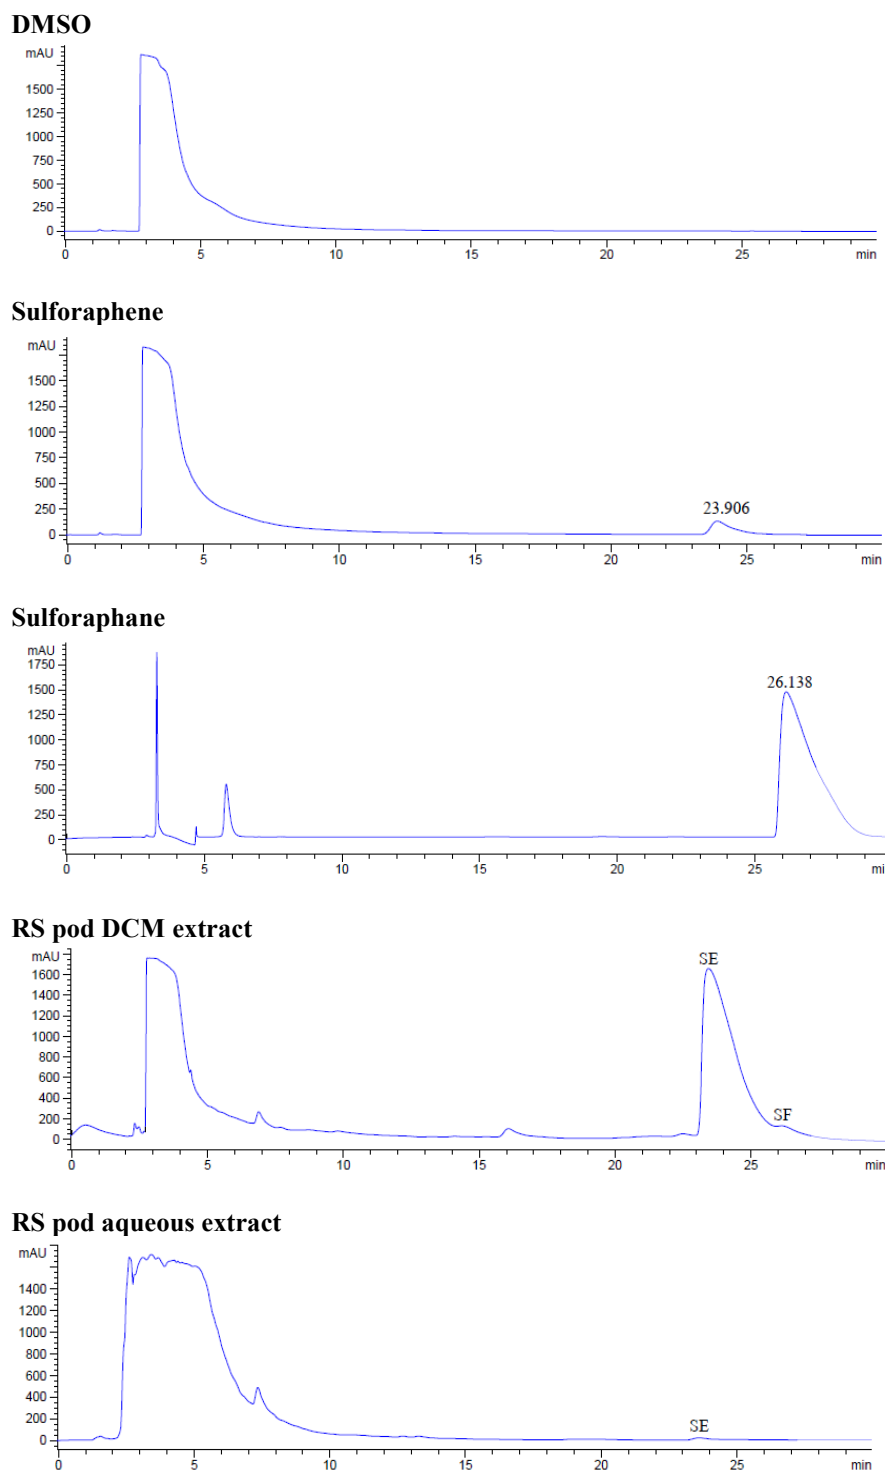 DMSO
mAU
1500
1250
1000
750
500
250
0
0 5 10 15 20 25 min
Sulforaphene
mAU
1500
1250
1000
750
500
250
0
23.906
0 5 10 15 20 25 min
Sulforaphane
mAU
1750
1500
1250
1000
750
500
250
0
26.138
0 5 10 15 20 25 mi
RS pod DCM extract
mAU
1600
1400
1200
1000
800
600
400
200
0
SE
SF
0 5 10 15 20 25 min
RS pod aqueous extract
mAU
1400
1200
1000
800
600
400
200
0
SE
0 5 10 15 20 25 min